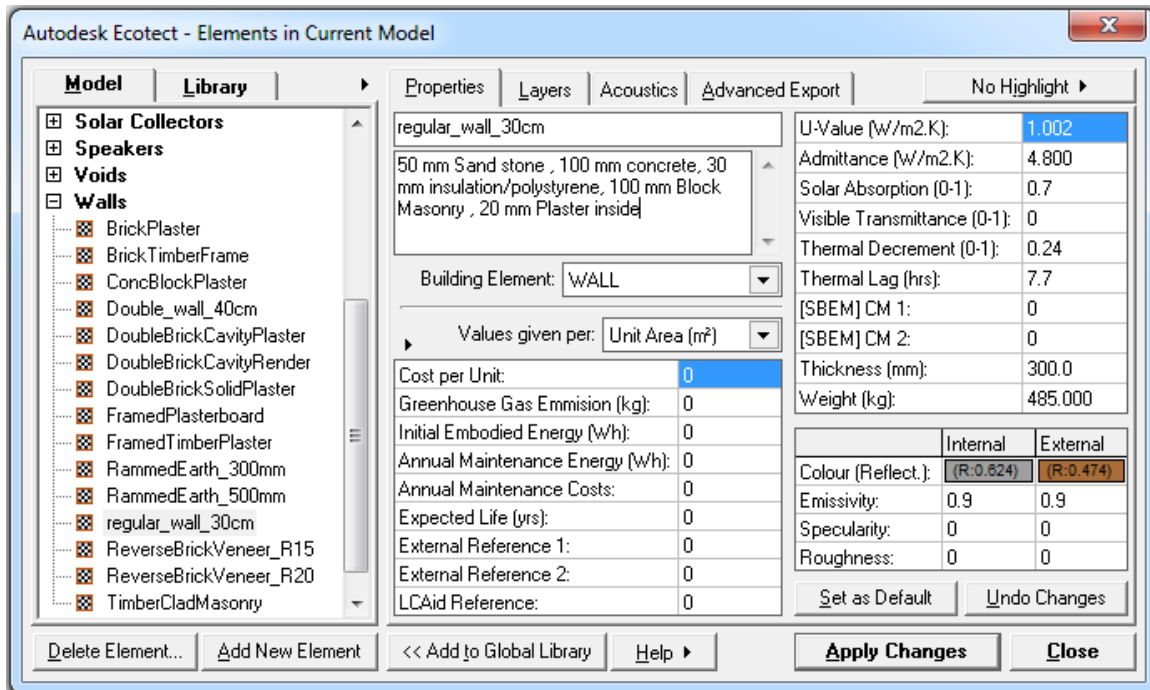 Autodesk Ecotect - Elements in Current Model
Model
Library
Solar Collectors
Speakers
Voids
Walls
BrickPlaster
BrickTimberFrame
ConcBlockPlaster
Double_wall_40cm
DoubleBrickCavityPlaster
DoubleBrickCavityRender
DoubleBrickSolidPlaster
FramedPlasterboard
FramedTimberPlaster
RammedEarth_300mm
RammedEarth_500mm
regular_wall_30cm
ReverseBrickVeneer_R15
ReverseBrickVeneer_R20
TimberCladMasonry
Delete Element...
Add New Element
Properties
Layers
Acoustics
Advanced Export
No Highlight
regular_wall_30cm
50 mm Sand stone , 100 mm concrete, 30
mm insulation/polystyrene, 100 mm Block
Masonry , 20 mm Plaster inside
Building Element: WALL
Values given per: Unit Area (m²)
Cost per Unit: 0
Greenhouse Gas Emmision (kg): 0
Initial Embodied Energy (Wh): 0
Annual Maintenance Energy (Wh): 0
Annual Maintenance Costs: 0
Expected Life (yrs): 0
External Reference 1: 0
External Reference 2: 0
LCAid Reference: 0
U-Value (W/m2.K): 1.002
Admittance (W/m2.K): 4.800
Solar Absorption (0-1): 0.7
Visible Transmittance (0-1): 0
Thermal Decrement (0-1): 0.24
Thermal Lag (hrs): 7.7
[SBEM] CM 1: 0
[SBEM] CM 2: 0
Thickness (mm): 300.0
Weight (kg): 485.000
Internal External
Colour (Reflect.): (R:0.624) (R:0.474)
Emissivity: 0.9 0.9
Specularity: 0 0
Roughness: 0 0
Set as Default
Undo Changes
<< Add to Global Library
Help
Apply Changes
Close